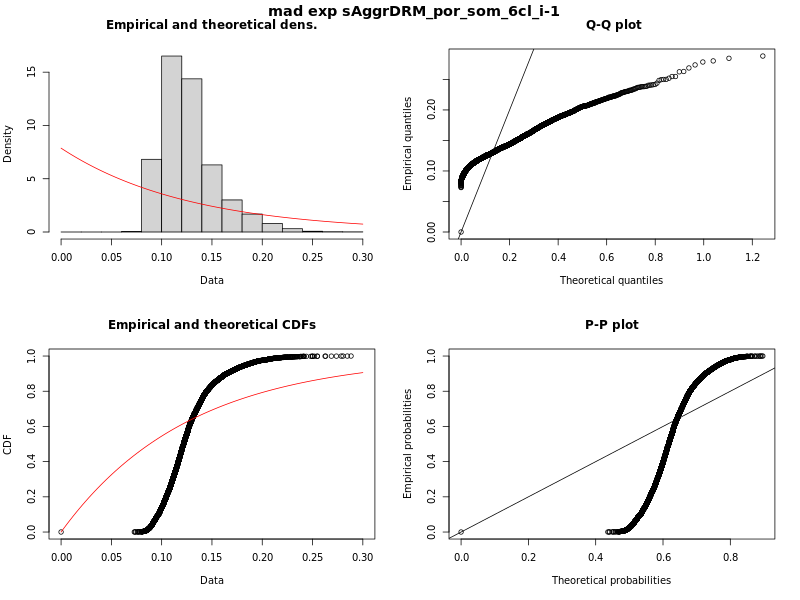 mad exp sAggrDRM_por_som_6cl_i-1
Empirical and theoretical dens.
Density
0 5 10 15
0.00 0.05 0.10 0.15 0.20 0.25 0.30
Data
Q-Q plot
Empirical quantiles
0.00 0.10 0.20
0.0 0.2 0.4 0.6 0.8 1.0 1.2
Theoretical quantiles
Empirical and theoretical CDFs
CDF
0.0 0.2 0.4 0.6 0.8 1.0
0.00 0.05 0.10 0.15 0.20 0.25 0.30
Data
P-P plot
Empirical probabilities
0.0 0.2 0.4 0.6 0.8 1.0
0.0 0.2 0.4 0.6 0.8
Theoretical probabilities